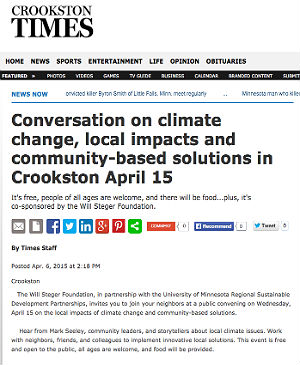 CROOKSTON
TIMES
HOME NEWS SPORTS ENTERTAINMENT LIFE OPINION OBITUARIES
FEATURED ▸ PHOTOS VIDEOS GAMES TV GUIDE BUSINESS CALENDAR BRANDED CONTENT SUBMIT
NEWS NOW onvicted killer Byron Smith of Little Falls, Minn, meet regularly ... Minnesota man who kille
Conversation on climate
change, local impacts and
community-based solutions in
Crookston April 15
It's free, people of all ages are welcome, and there will be food...plus, it's
co-sponsored by the Will Steger Foundation.
COMMENTS 0 Recommend 0 Tweet 0
By Times Staff
Posted Apr. 6, 2015 at 2:18 PM
Crookston
The Will Steger Foundation, in partnership with the University of Minnesota Regional Sustainable
Development Partnerships, invites you to join your neighbors at a public convening on Wednesday,
April 15 on the local impacts of climate change and community-based solutions.
Hear from Mark Seeley, community leaders, and storytellers about local climate issues. Work
with neighbors, friends, and colleagues to implement innovative local solutions. This event is free
and open to the public, all ages are welcome, and food will be provided.